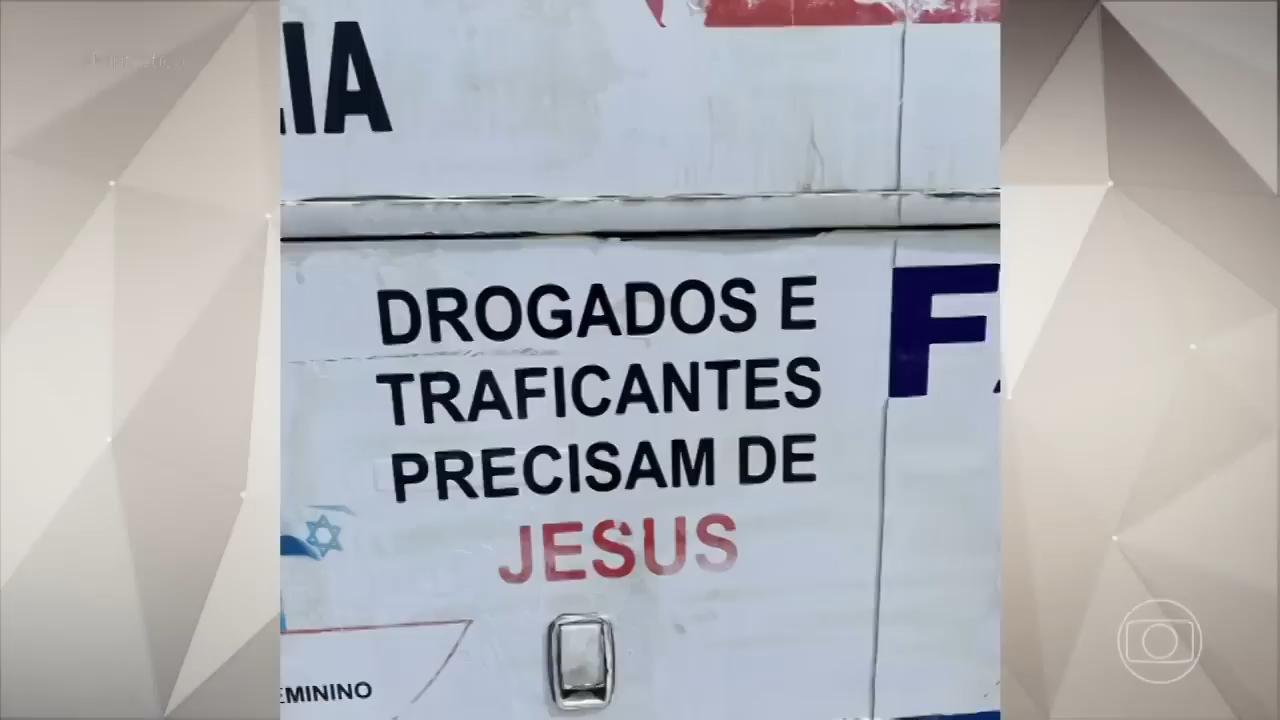 IA
DROGADOS E
TRAFICANTES
PRECISAM DE
JESUS
EMININO